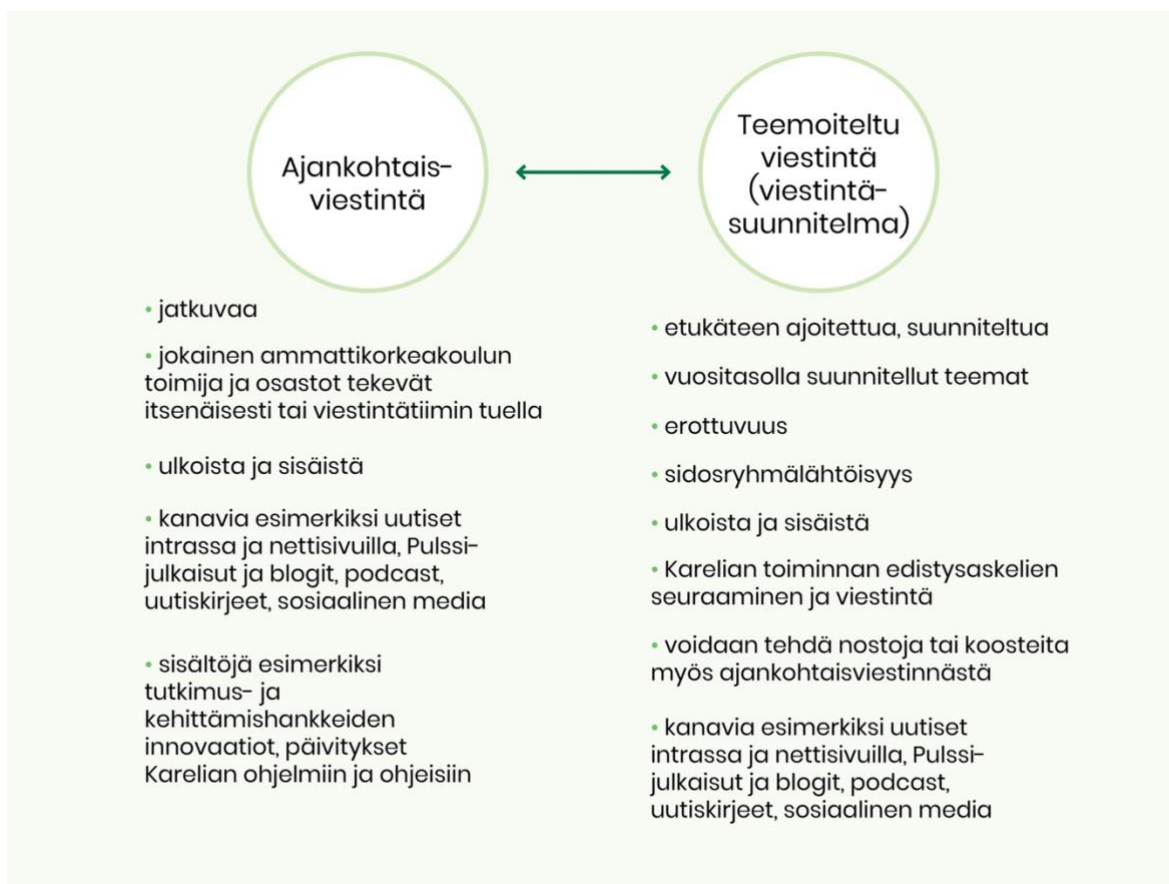 Ajankohtais-
viestintä
• jatkuvaa
• jokainen ammattikorkeakoulun
toimija ja osastot tekevät
itsenäisesti tai viestintätiimin tuella
• ulkoista ja sisäistä
• kanavia esimerkiksi uutiset
intrassa ja nettisivuilla, Pulssi-
julkaisut ja blogit, podcast,
uutiskirjeet, sosiaalinen media
• sisältöjä esimerkiksi
tutkimus- ja
kehittämishankkeiden
innovaatiot, päivitykset
Karelian ohjelmiin ja ohjeisiin
Teemoiteltu
viestintä
(viestintä-
suunnitelma)
• etukäteen ajoitettua, suunniteltua
• vuositasolla suunnitellut teemat
• erottuvuus
• sidosryhmälähtöisyys
• ulkoista ja sisäistä
• Karelian toiminnan edistysaskelien
seuraaminen ja viestintä
• voidaan tehdä nostoja tai koosteita
myös ajankohtaisviestinnästä
• kanavia esimerkiksi uutiset
intrassa ja nettisivuilla, Pulssi-
julkaisut ja blogit, podcast,
uutiskirjeet, sosiaalinen media